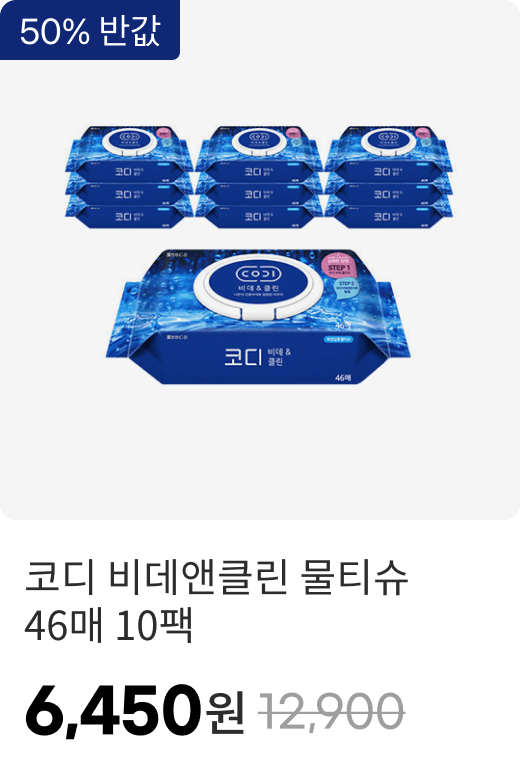 50% 반값
CODI
비데 & 클린
STEP 1
STEP 2
46매
코디 비데 &
클린
46매
코디 비데앤클린 물티슈
46매 10팩
6,450원 12,900